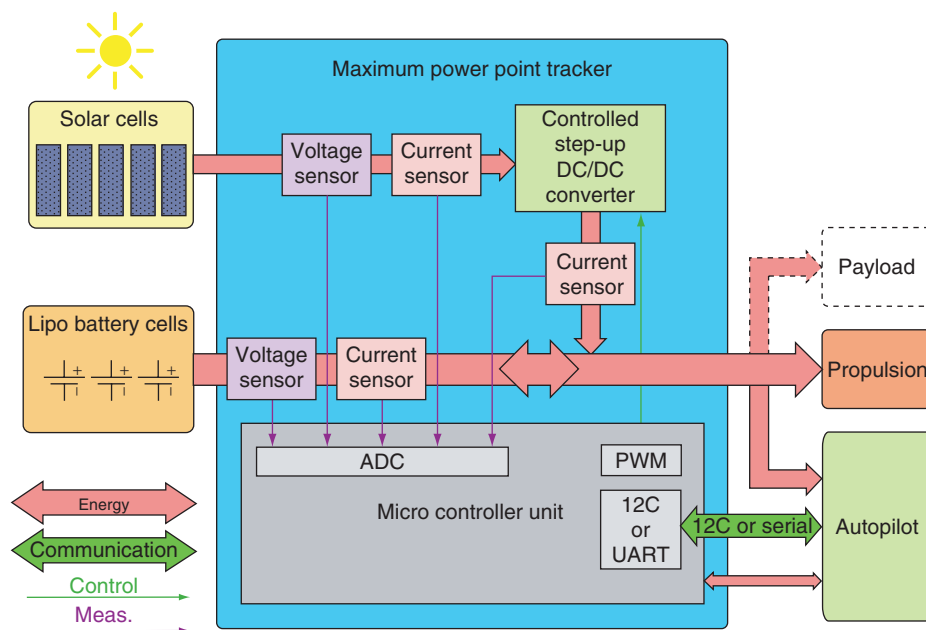 Maximum power point tracker
Solar cells
Voltage
sensor
Current
sensor
Controlled
step-up
DC/DC
converter
Current
sensor
Payload
Lipo battery cells
+ + +
Voltage
sensor
Current
sensor
Propulsion
ADC
PWM
Micro controller unit
12C
or
UART
12C or serial
Autopilot
Energy
Communication
Control
Meas.